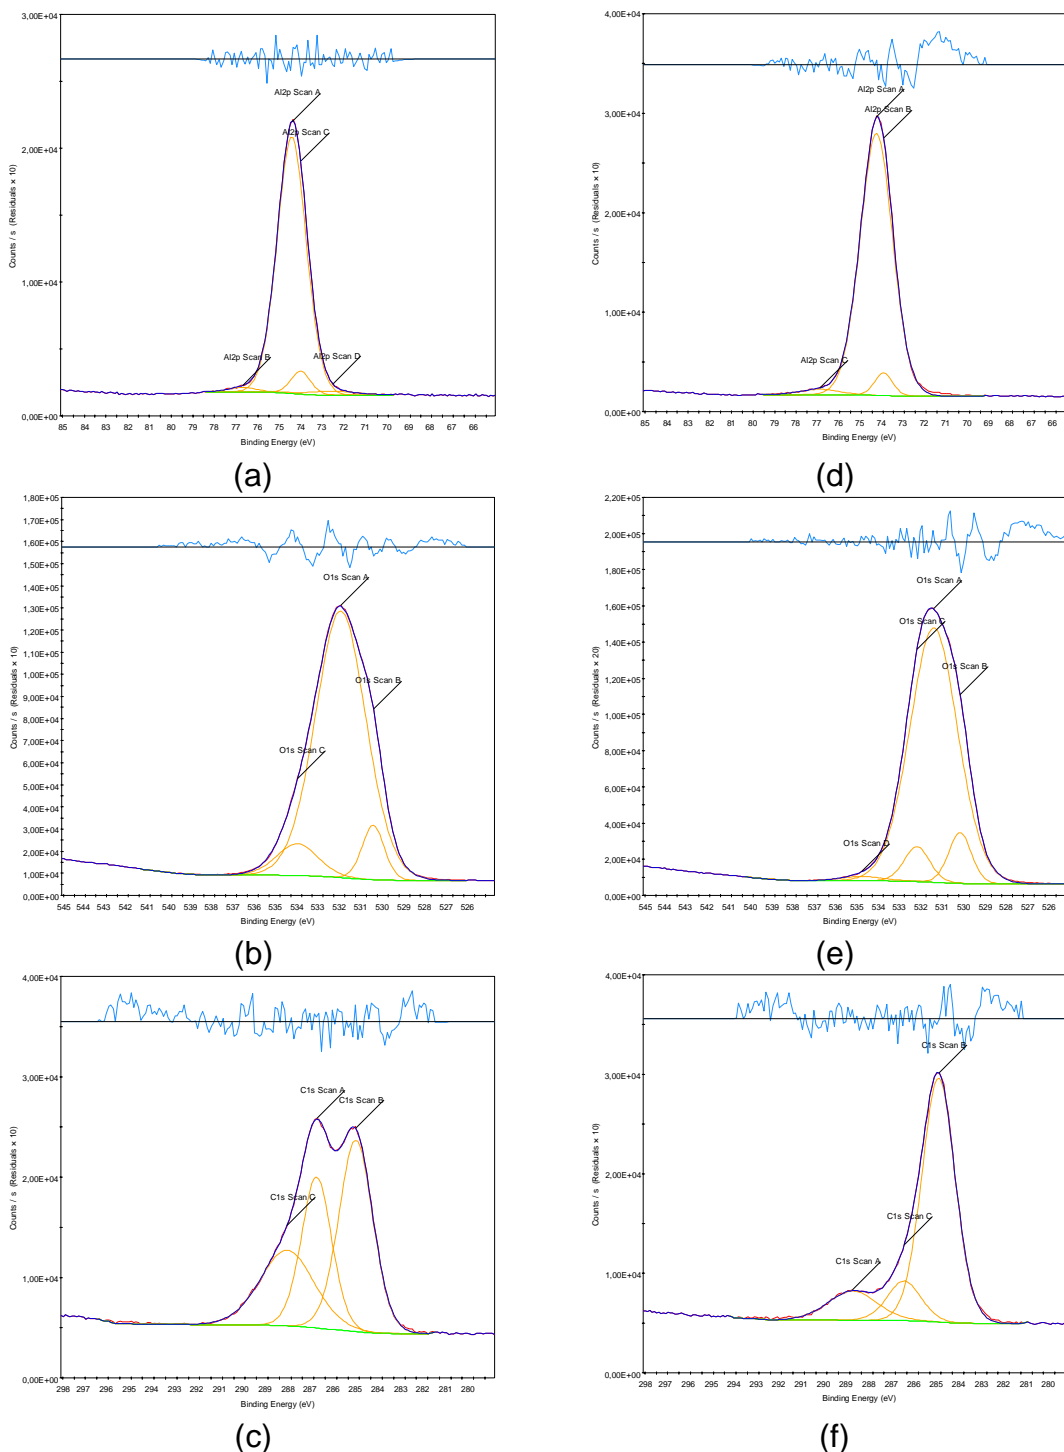 3,00E+04
2,00E+04
1,00E+04
0,00E+00
Counts / s (Residuals × 10)
Al2p Scan A
Al2p Scan C
Al2p Scan B
Al2p Scan D
85 84 83 82 81 80 79 78 77 76 75 74 73 72 71 70 69 68 67 66
Binding Energy (eV)
(a)
4,00E+04
3,00E+04
2,00E+04
1,00E+04
0,00E+00
Counts / s (Residuals × 10)
Al2p Scan A
Al2p Scan B
Al2p Scan C
85 84 83 82 81 80 79 78 77 76 75 74 73 72 71 70 69 68 67 66
Binding Energy (eV)
(d)
1,80E+05
1,70E+05
1,60E+05
1,50E+05
1,40E+05
1,30E+05
1,20E+05
1,10E+05
1,00E+05
9,00E+04
8,00E+04
7,00E+04
6,00E+04
5,00E+04
4,00E+04
3,00E+04
2,00E+04
1,00E+04
0,00E+00
Counts / s (Residuals × 10)
O1s Scan A
O1s Scan B
O1s Scan C
545 544 543 542 541 540 539 538 537 536 535 534 533 532 531 530 529 528 527 526
Binding Energy (eV)
(b)
2,20E+05
2,00E+05
1,80E+05
1,60E+05
1,40E+05
1,20E+05
1,00E+05
8,00E+04
6,00E+04
4,00E+04
2,00E+04
0,00E+00
Counts / s (Residuals × 20)
O1s Scan A
O1s Scan C
O1s Scan B
O1s Scan D
545 544 543 542 541 540 539 538 537 536 535 534 533 532 531 530 529 528 527 526
Binding Energy (eV)
(e)
4,00E+04
3,00E+04
2,00E+04
1,00E+04
0,00E+00
Counts / s (Residuals × 10)
C1s Scan A
C1s Scan B
C1s Scan C
298 297 296 295 294 293 292 291 290 289 288 287 286 285 284 283 282 281 280
Binding Energy (eV)
(c)
4,00E+04
3,00E+04
2,00E+04
1,00E+04
0,00E+00
Counts / s (Residuals × 10)
C1s Scan B
C1s Scan C
C1s Scan A
298 297 296 295 294 293 292 291 290 289 288 287 286 285 284 283 282 281 280
Binding Energy (eV)
(f)